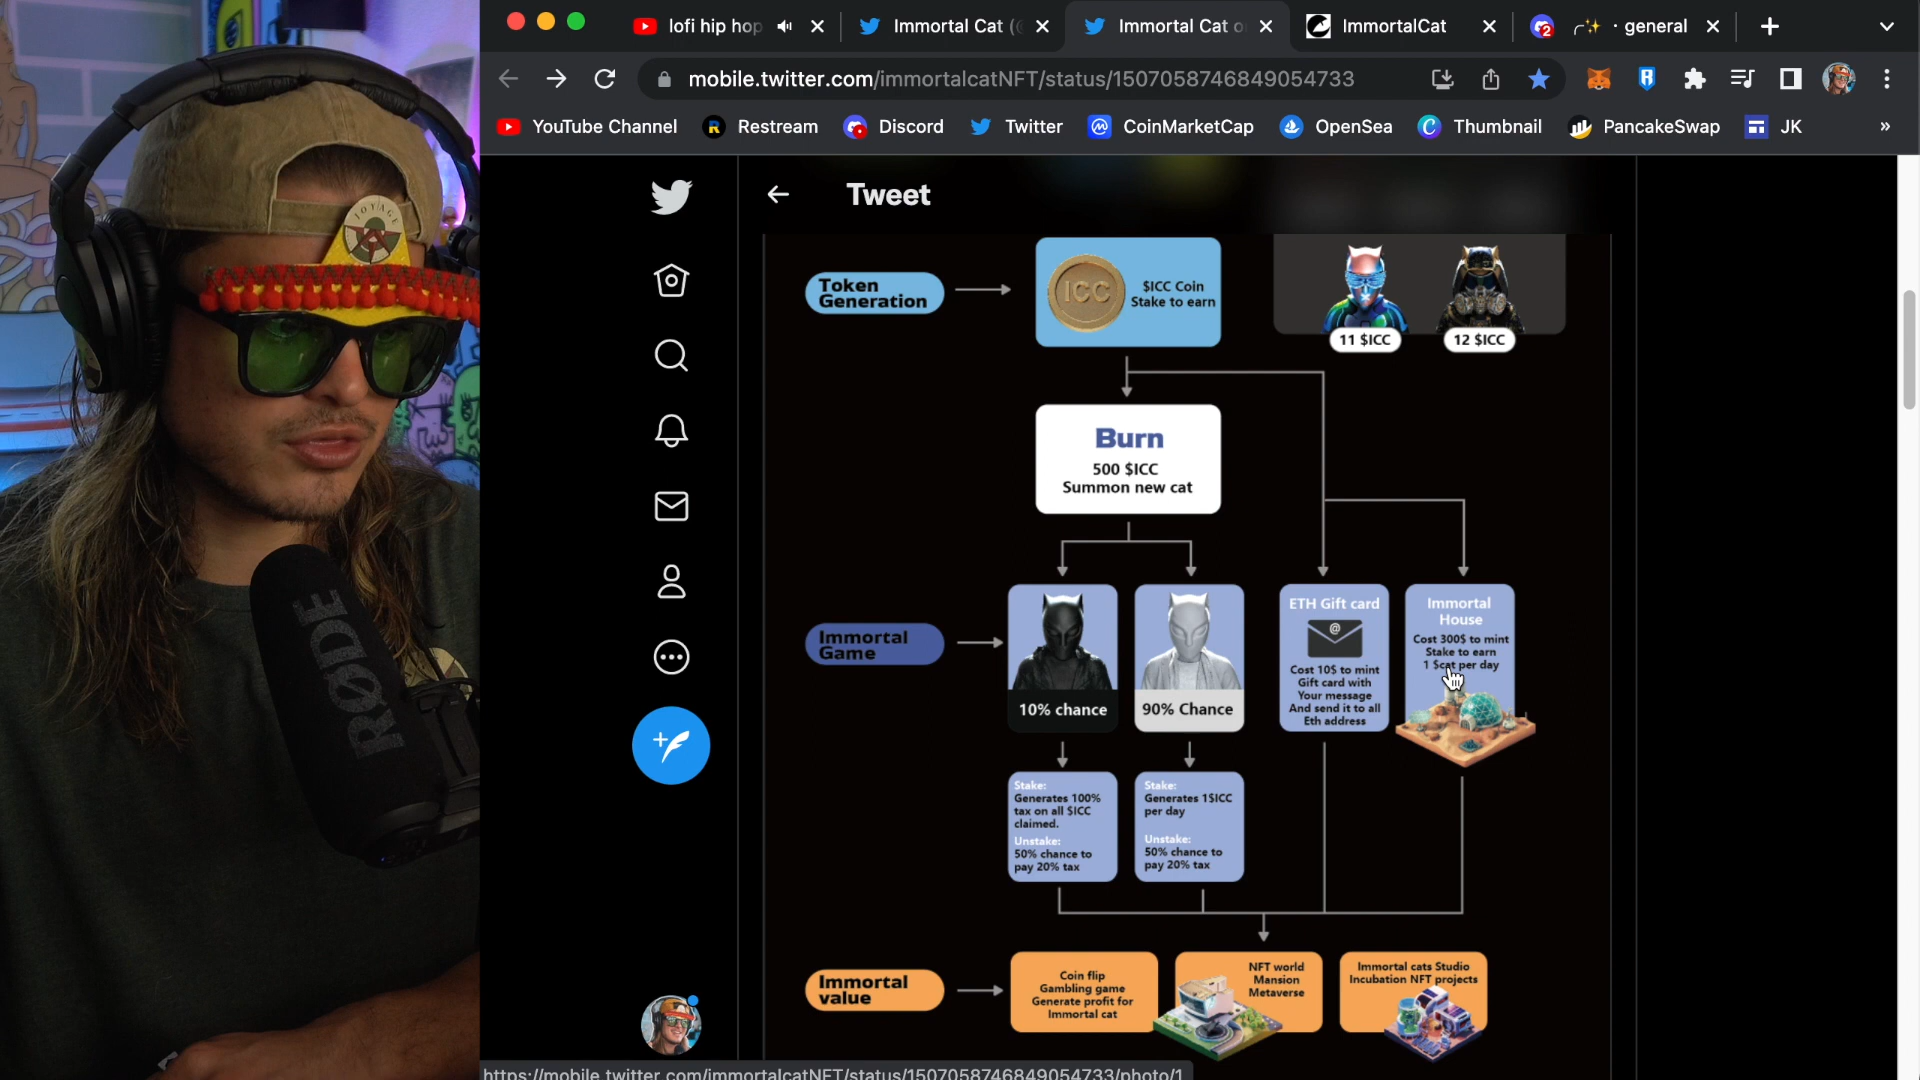 lofi hip hop
Immortal Cat (
Immortal Cat o
ImmortalCat
2
· general
mobile.twitter.com/immortalcatNFT/status/1507058746849054733
YouTube Channel
Restream
Discord
Twitter
CoinMarketCap
OpenSea
Thumbnail
PancakeSwap
JK
»
Tweet
Token
Generation
ICC
$ICC Coin
Stake to earn
11 $ICC
12 $ICC
Burn
500 $ICC
Summon new cat
Immortal
Game
10% chance
90% Chance
ETH Gift card
@
Cost 10$ to mint
Gift card with
Your message
And send it to all
Eth address
Immortal
House
Cost 300$ to mint
Stake to earn
1 $cat per day
Stake:
Generates 100%
tax on all $ICC
claimed.
Unstake:
50% chance to
pay 20% tax
Stake:
Generates 1$ICC
per day
Unstake:
50% chance to
pay 20% tax
Immortal
value
Coin flip
Gambling game
Generate profit for
Immortal cat
NFT world
Mansion
Metaverse
Immortal cats Studio
Incubation NFT projects
https://mobile.twitter.com/immortalcatNFT/status/1507058746849054733/photo/1
RØDE
JOYAGE